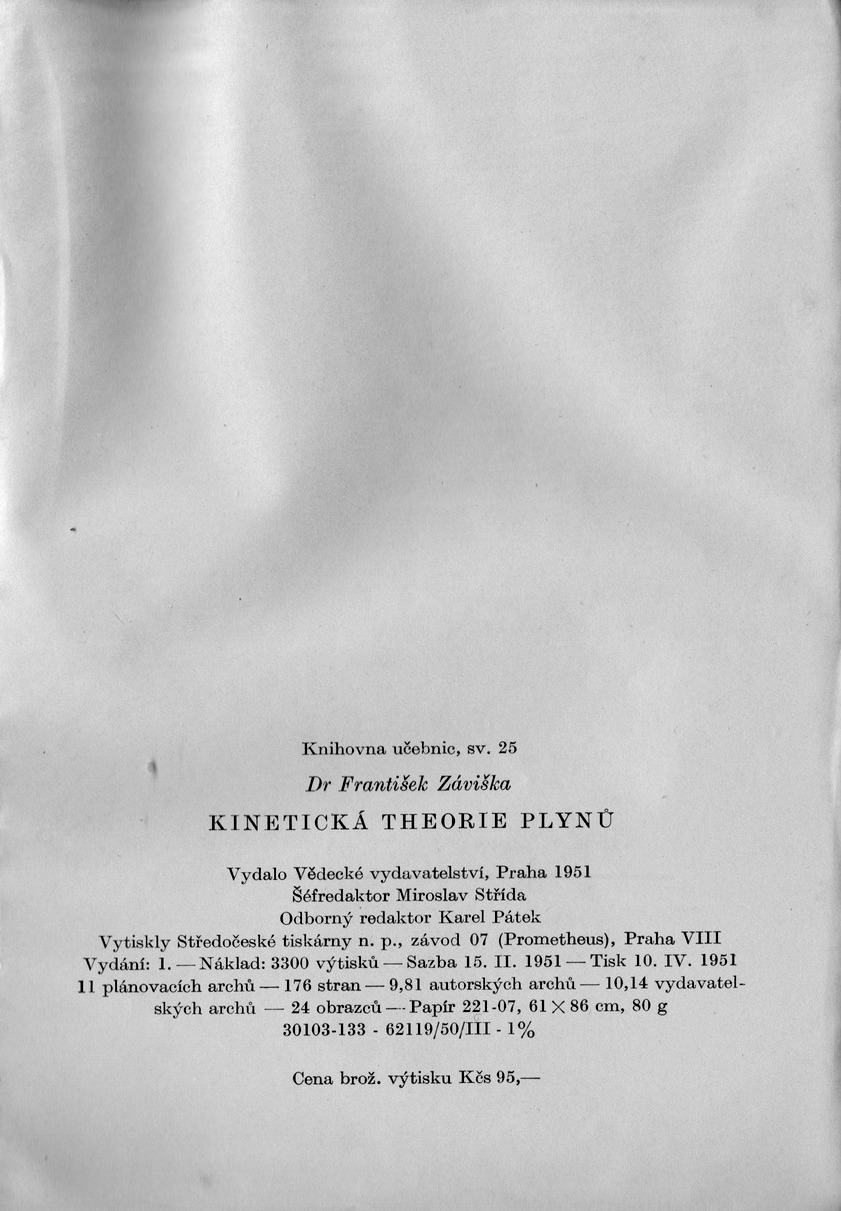 Knihovna učebnic, sv. 25
Dr František Záviška
KINETICKÁ THEORIE PLYNŮ
Vydalo Vědecké vydavatelství, Praha 1951
Šéfredaktor Miroslav Střída
Odborný redaktor Karel Pátek
Vytiskly Středočeské tiskárny n. p., závod 07 (Prometheus), Praha VIII
Vydání: 1. — Náklad: 3300 výtisků — Sazba 15. II. 1951 — Tisk 10. IV. 1951
11 plánovacích archů — 176 stran — 9,81 autorských archů — 10,14 vydavatel-
ských archů — 24 obrazců — Papír 221-07, 61 × 86 cm, 80 g
30103-133 - 62119/50/III - 1%
Cena brož. výtisku Kčs 95,—